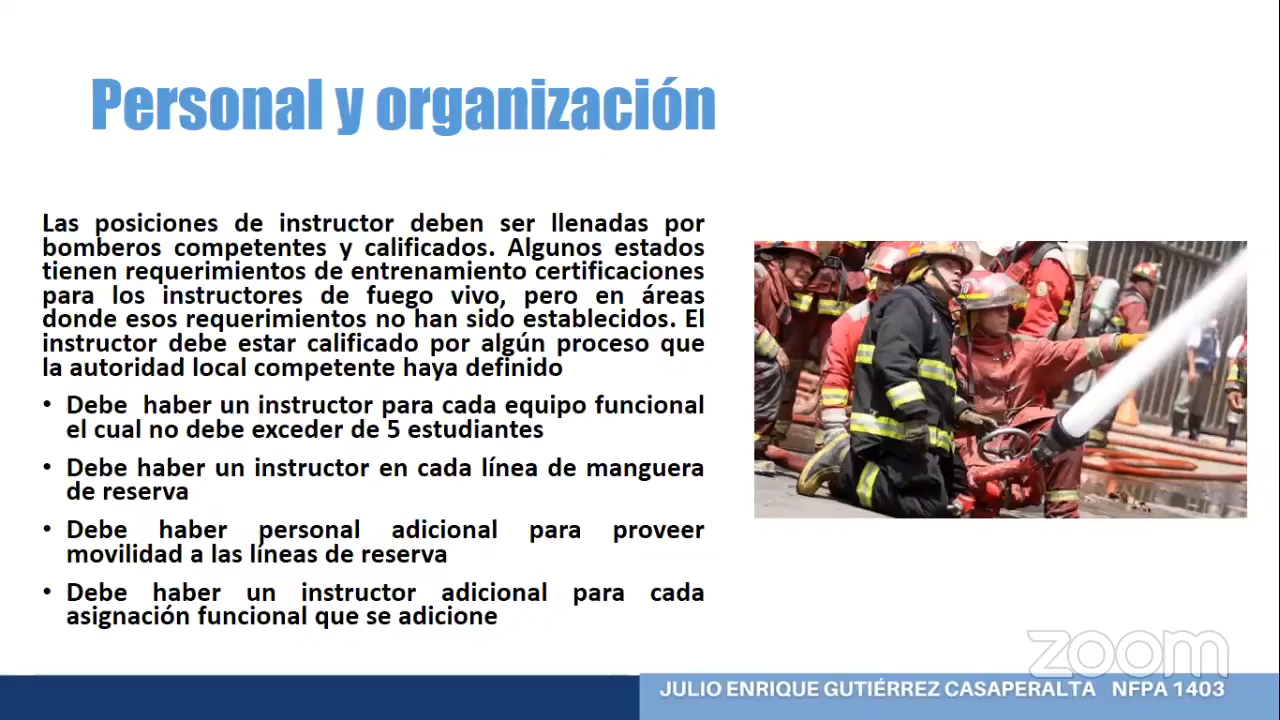 Personal y organización
Las posiciones de instructor deben ser llenadas por
bomberos competentes y calificados. Algunos estados
tienen requerimientos de entrenamiento certificaciones
para los instructores de fuego vivo, pero en áreas
donde esos requerimientos no han sido establecidos. El
instructor debe estar calificado por algún proceso que
la autoridad local competente haya definido
• Debe haber un instructor para cada equipo funcional
el cual no debe exceder de 5 estudiantes
• Debe haber un instructor en cada línea de manguera
de reserva
• Debe haber personal adicional para proveer
movilidad a las líneas de reserva
• Debe haber un instructor adicional para cada
asignación funcional que se adicione
zoom
JULIO ENRIQUE GUTIÉRREZ CASAPERALTA NFPA 1403